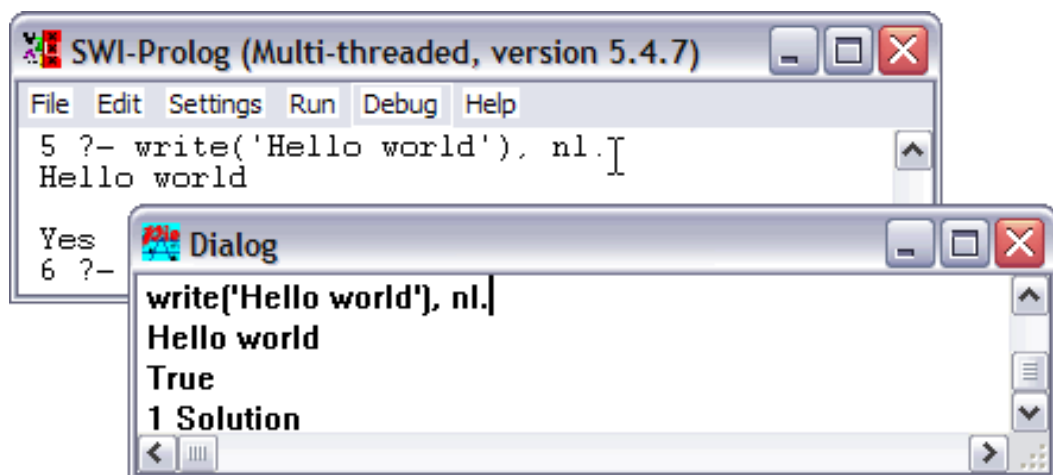 SWI-Prolog (Multi-threaded, version 5.4.7)
File Edit Settings Run Debug Help
5 ?- write('Hello world'), nl.
Hello world
Yes
6 ?-
Dialog
write('Hello world'), nl.
Hello world
True
1 Solution